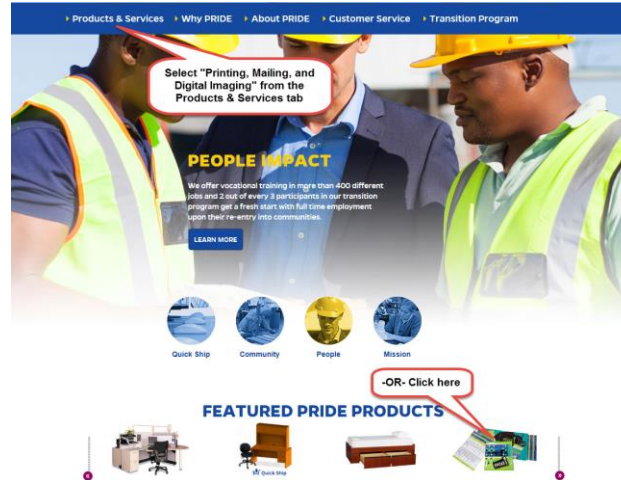 Products & Services Why PRIDE About PRIDE Customer Service Transition Program
Select "Printing, Mailing, and
Digital Imaging" from the
Products & Services tab
PEOPLE IMPACT
We offer vocational training in more than 400 different
jobs and 2 out of every 3 participants in our transition
program get a fresh start with full time employment
upon their re-entry into communities.
LEARN MORE
Quick Ship Community People Mission
-OR- Click here
FEATURED PRIDE PRODUCTS
Quick Ship